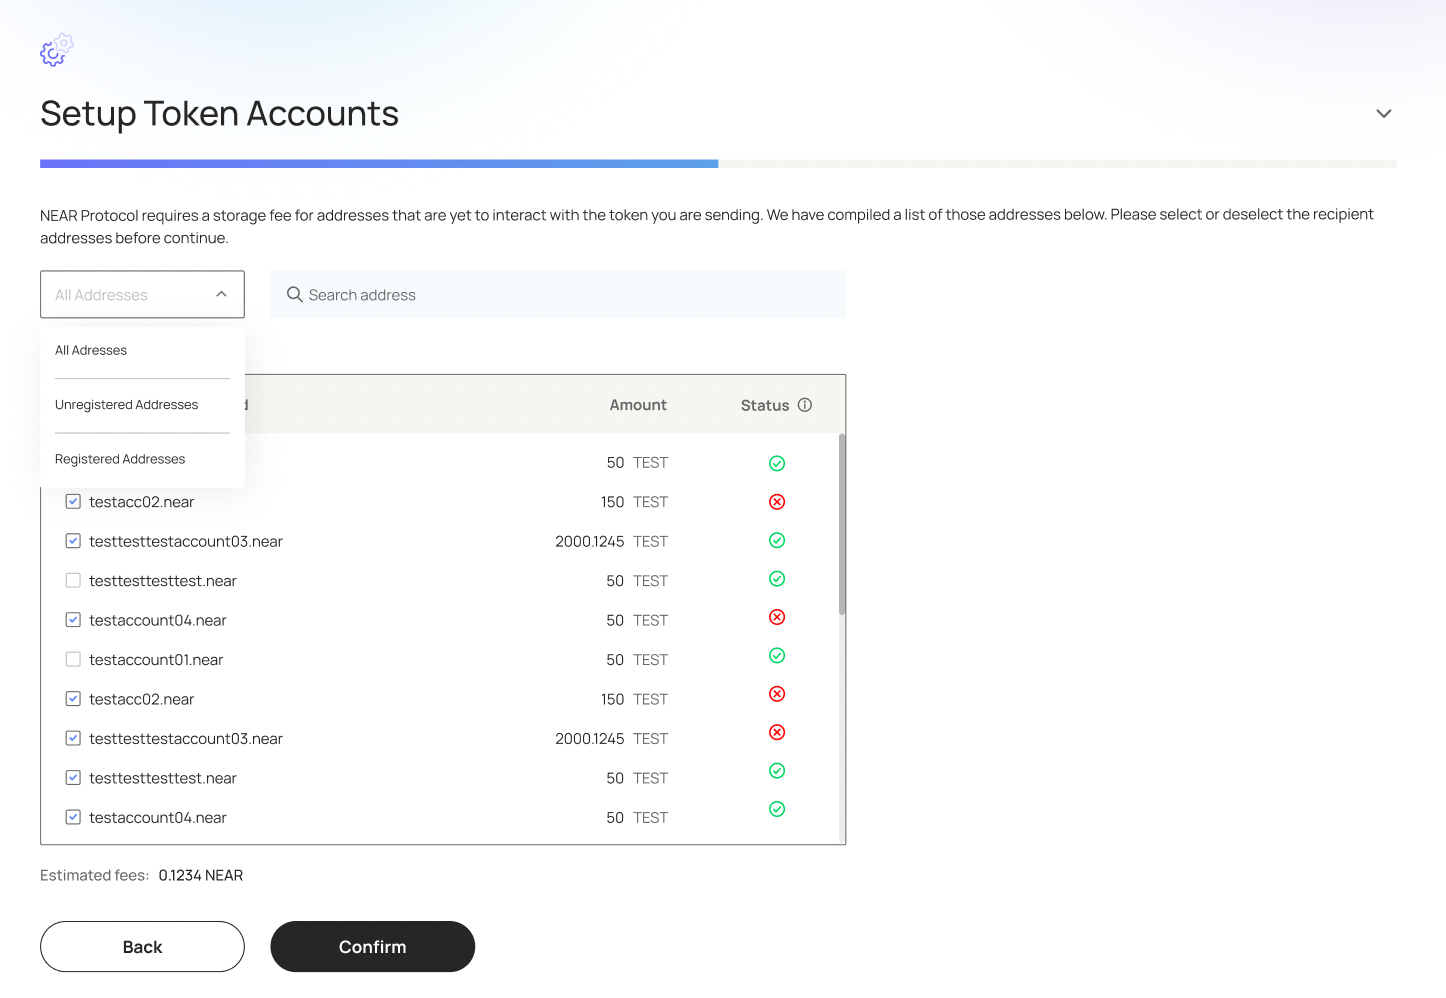 Setup Token Accounts
NEAR Protocol requires a storage fee for addresses that are yet to interact with the token you are sending. We have compiled a list of those addresses below. Please select or deselect the recipient
addresses before continue.
All Addresses
Search address
All Adresses
Unregistered Addresses
Registered Addresses
Amount Status
50 TEST
testacc02.near 150 TEST
testtesttestaccount03.near 2000.1245 TEST
testtesttesttest.near 50 TEST
testaccount04.near 50 TEST
testaccount01.near 50 TEST
testacc02.near 150 TEST
testtesttestaccount03.near 2000.1245 TEST
testtesttesttest.near 50 TEST
testaccount04.near 50 TEST
Estimated fees: 0.1234 NEAR
Back Confirm